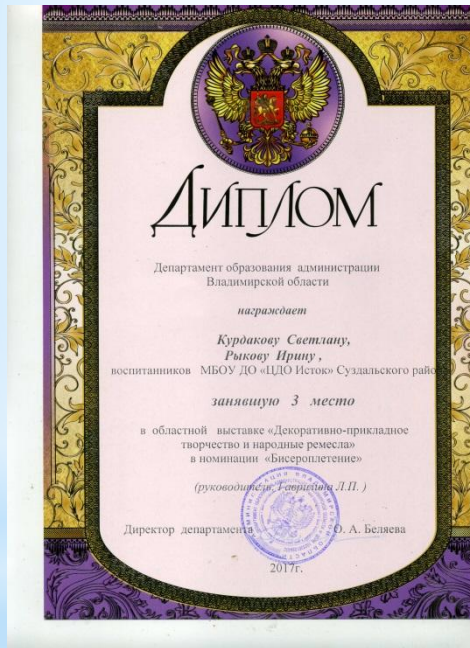 ДИПЛОМ
Департамент образования администрации
Владимирской области
награждает
Курдакову Светлану,
Рыкову Ирину ,
воспитанников МБОУ ДО «ЦДО Исток» Суздальского райо
занявшую 3 место
в областной выставке «Декоративно-прикладное
творчество и народные ремесла»
в номинации «Бисероплетение»
(руководитель, Гаврилина Л.П. )
Директор департамента О. А. Беляева
2017г.